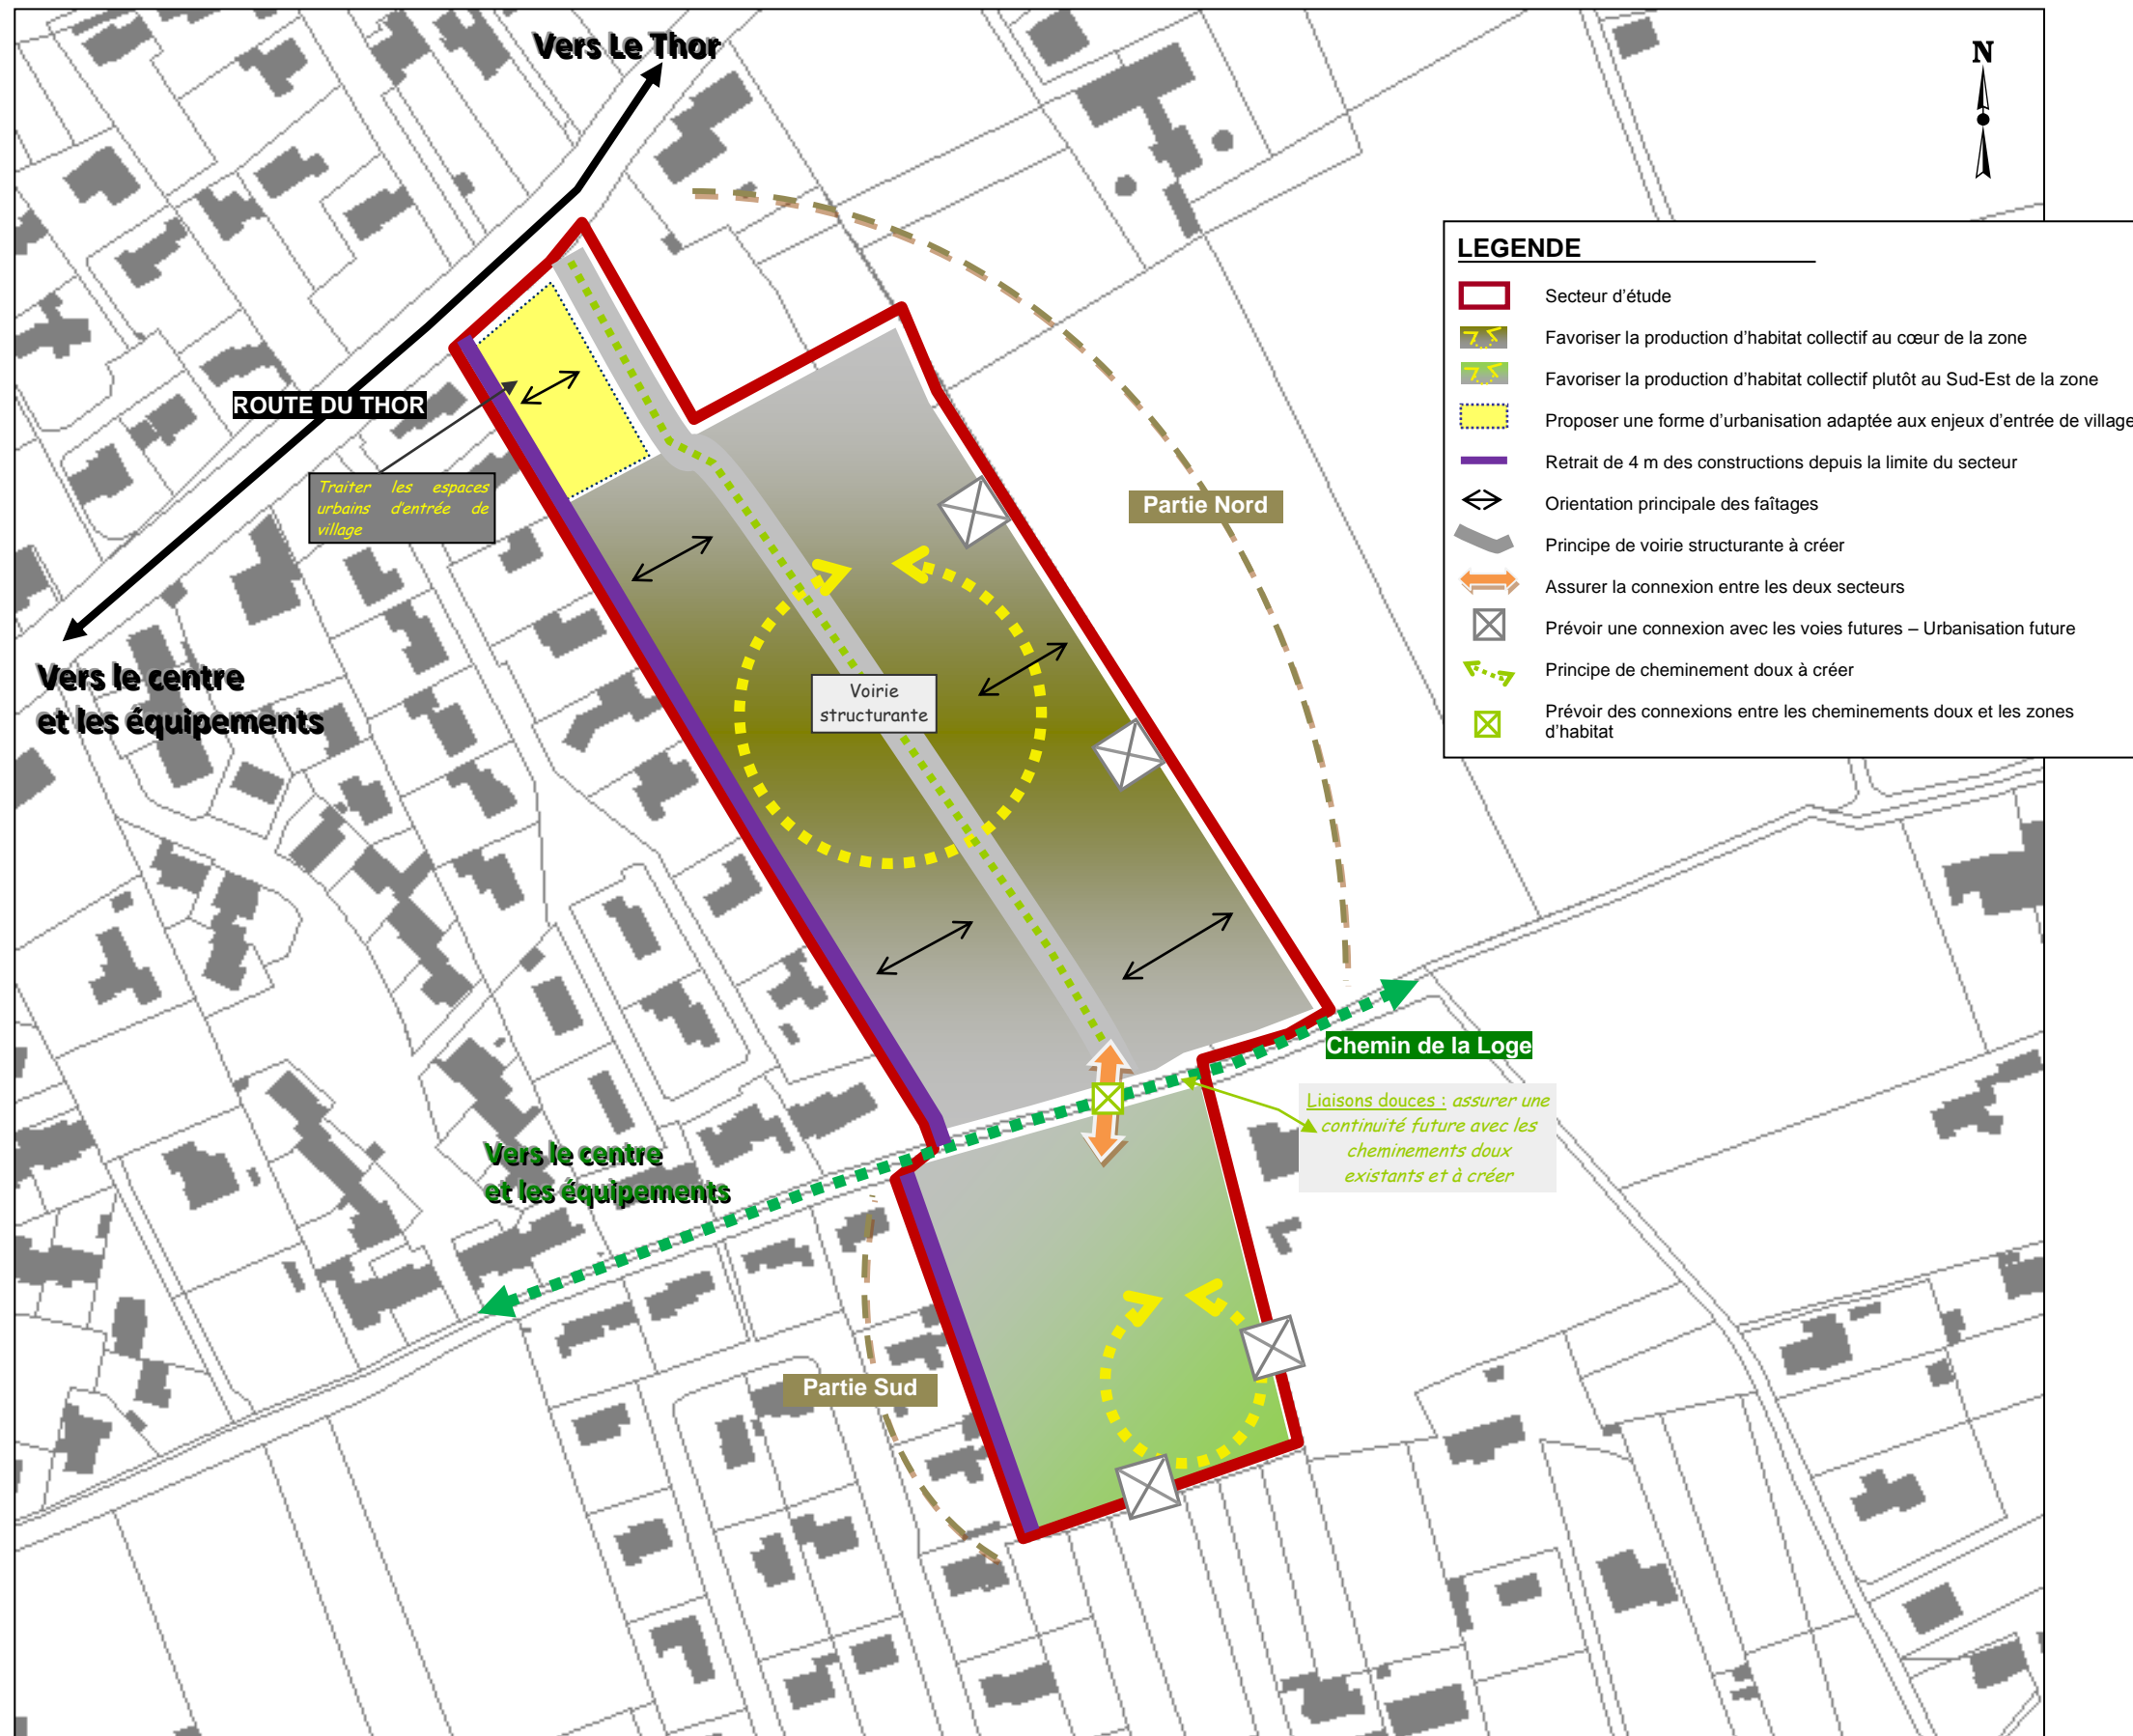 Vers Le Thor
N
LEGENDE
Secteur d'étude
Favoriser la production d'habitat collectif au cœur de la zone
Favoriser la production d'habitat collectif plutôt au Sud-Est de la zone
Proposer une forme d'urbanisation adaptée aux enjeux d'entrée de village
Retrait de 4 m des constructions depuis la limite du secteur
Orientation principale des faîtages
Principe de voirie structurante à créer
Assurer la connexion entre les deux secteurs
Prévoir une connexion avec les voies futures – Urbanisation future
Principe de cheminement doux à créer
Prévoir des connexions entre les cheminements doux et les zones
d'habitat
ROUTE DU THOR
Traiter les espaces
urbains d'entrée de
village
Partie Nord
Vers le centre
et les équipements
Voirie
structurante
Chemin de la Loge
Liaisons douces : assurer une
continuité future avec les
cheminements doux
existants et à créer
Vers le centre
et les équipements
Partie Sud